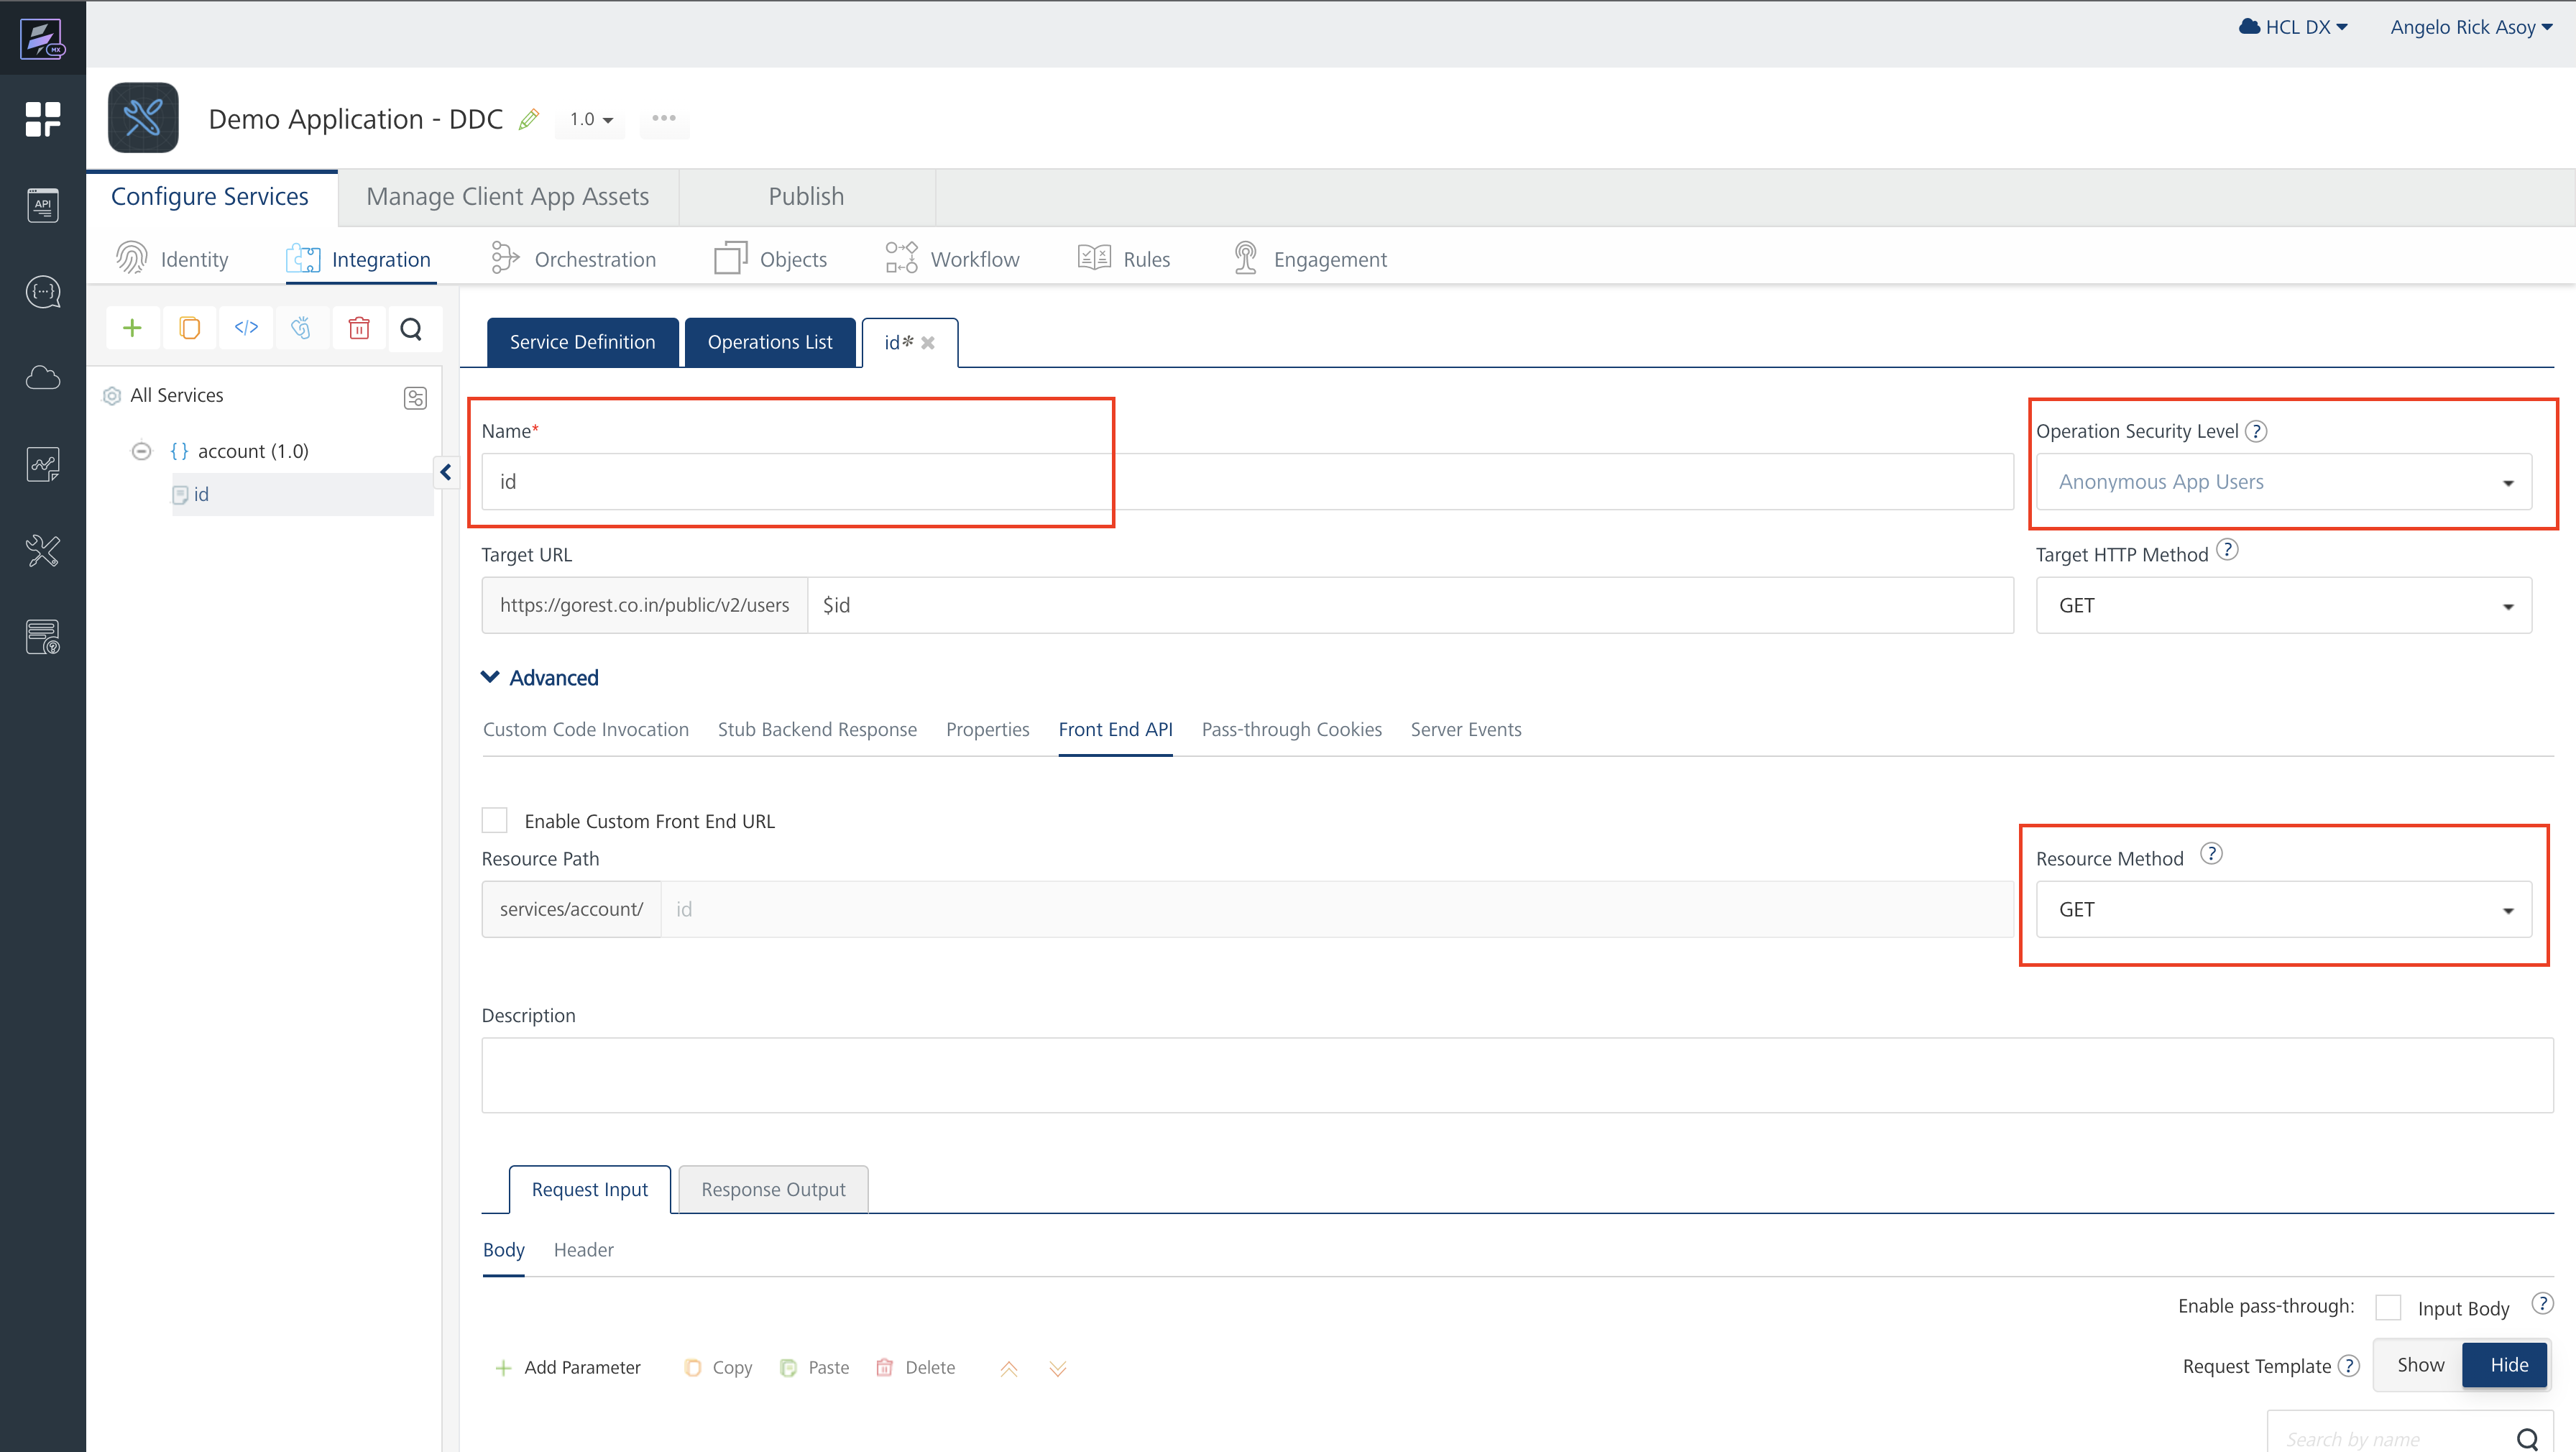 HCL DX
Angelo Rick Asoy
MX
Demo Application - DDC
1.0
Configure Services
Manage Client App Assets
Publish
API
Identity
Integration
Orchestration
Objects
Workflow
Rules
Engagement
</>
Service Definition
Operations List
id*
All Services
{ } account (1.0)
id
Name*
id
Operation Security Level ?
Anonymous App Users
Target URL
https://gorest.co.in/public/v2/users
$id
Target HTTP Method ?
GET
Advanced
Custom Code Invocation
Stub Backend Response
Properties
Front End API
Pass-through Cookies
Server Events
Enable Custom Front End URL
Resource Path
services/account/
id
Resource Method ?
GET
Description
Request Input
Response Output
Body
Header
Enable pass-through:
Input Body ?
Add Parameter
Copy
Paste
Delete
Request Template ?
Show
Hide
Search by name